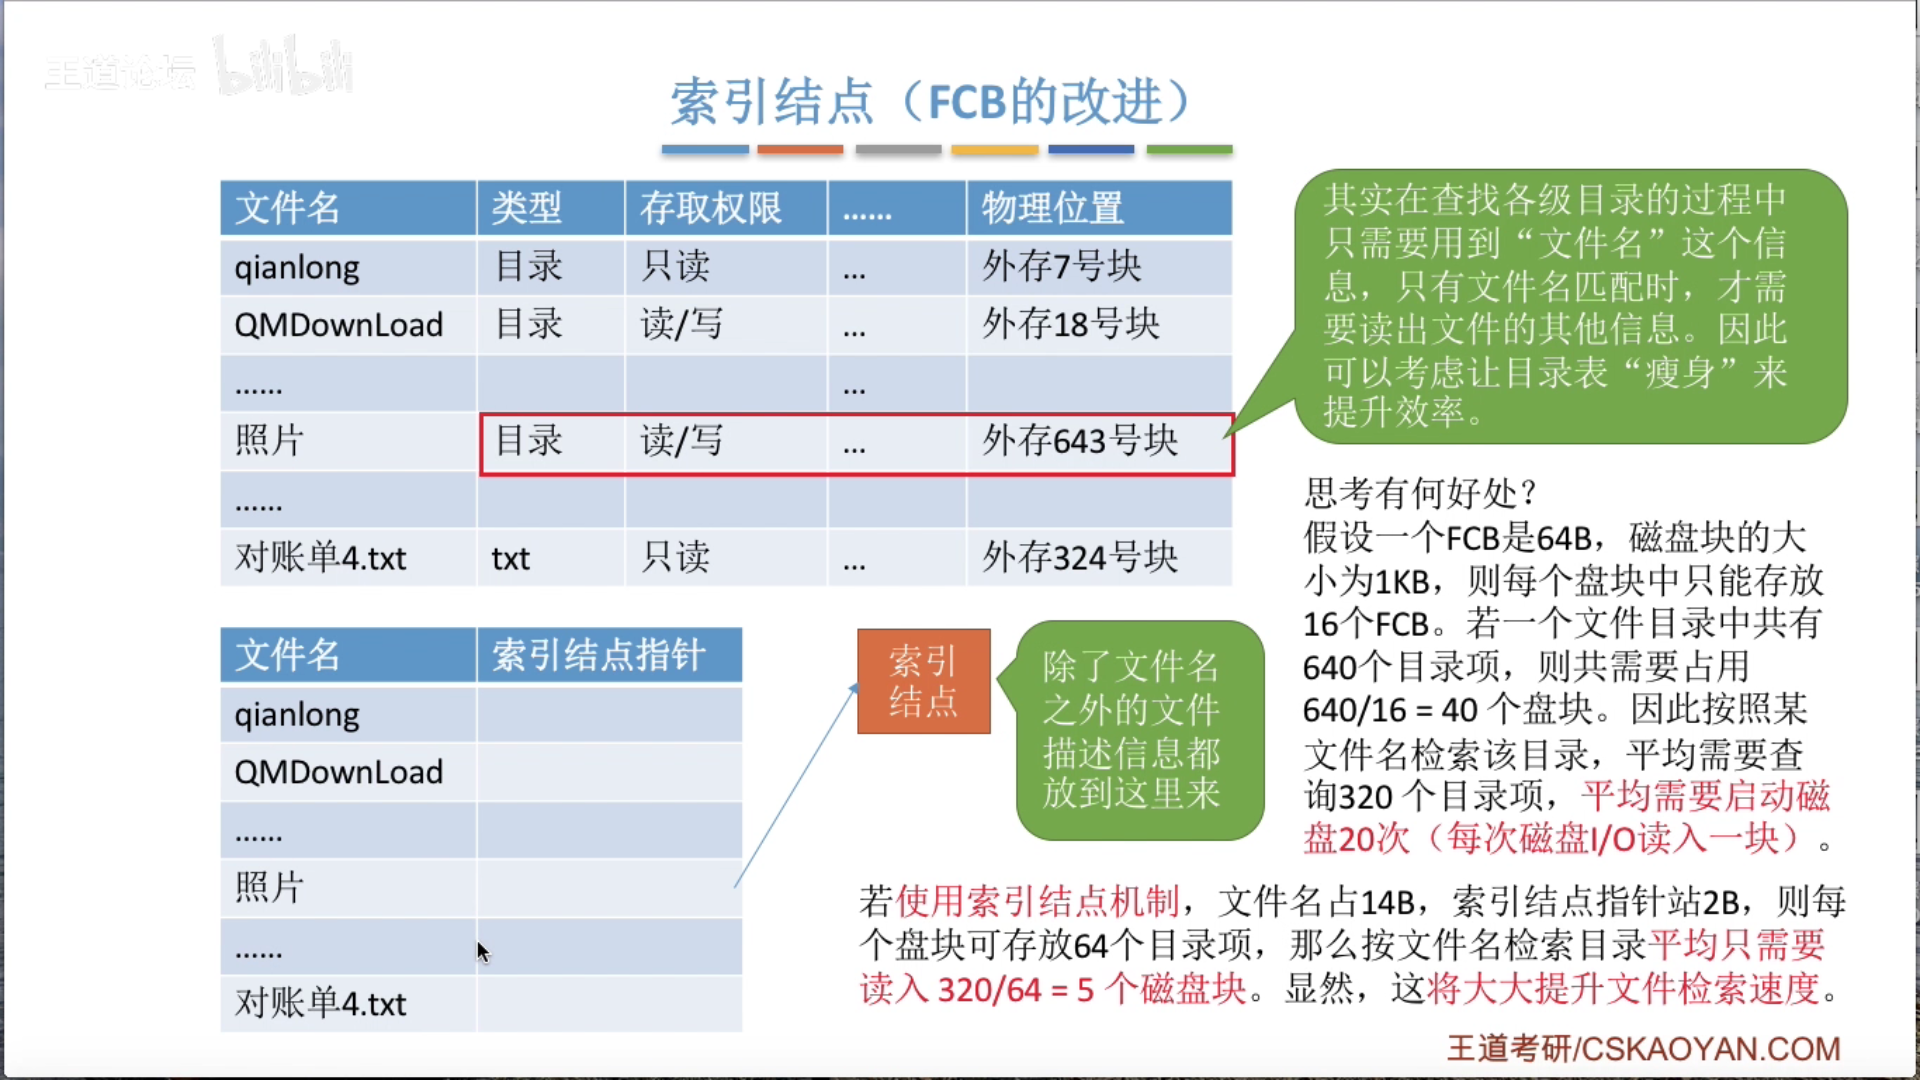 王道论坛 bilibili
索引结点（FCB的改进）
文件名 类型 存取权限 …… 物理位置
qianlong 目录 只读 ... 外存7号块
QMDownLoad 目录 读/写 ... 外存18号块
…… ...
照片 目录 读/写 ... 外存643号块
……
对账单4.txt txt 只读 ... 外存324号块
其实在查找各级目录的过程中
只需要用到“文件名”这个信
息，只有文件名匹配时，才需
要读出文件的其他信息。因此
可以考虑让目录表“瘦身”来
提升效率。
文件名 索引结点指针
qianlong
QMDownLoad
……
照片
……
对账单4.txt
索引
结点
除了文件名
之外的文件
描述信息都
放到这里来
思考有何好处？
假设一个FCB是64B，磁盘块的大
小为1KB，则每个盘块中只能存放
16个FCB。若一个文件目录中共有
640个目录项，则共需要占用
640/16 = 40 个盘块。因此按照某
文件名检索该目录，平均需要查
询320 个目录项，平均需要启动磁
盘20次（每次磁盘I/O读入一块）。
若使用索引结点机制，文件名占14B，索引结点指针站2B，则每
个盘块可存放64个目录项，那么按文件名检索目录平均只需要
读入 320/64 = 5 个磁盘块。显然，这将大大提升文件检索速度。
王道考研/CSKAOYAN.COM